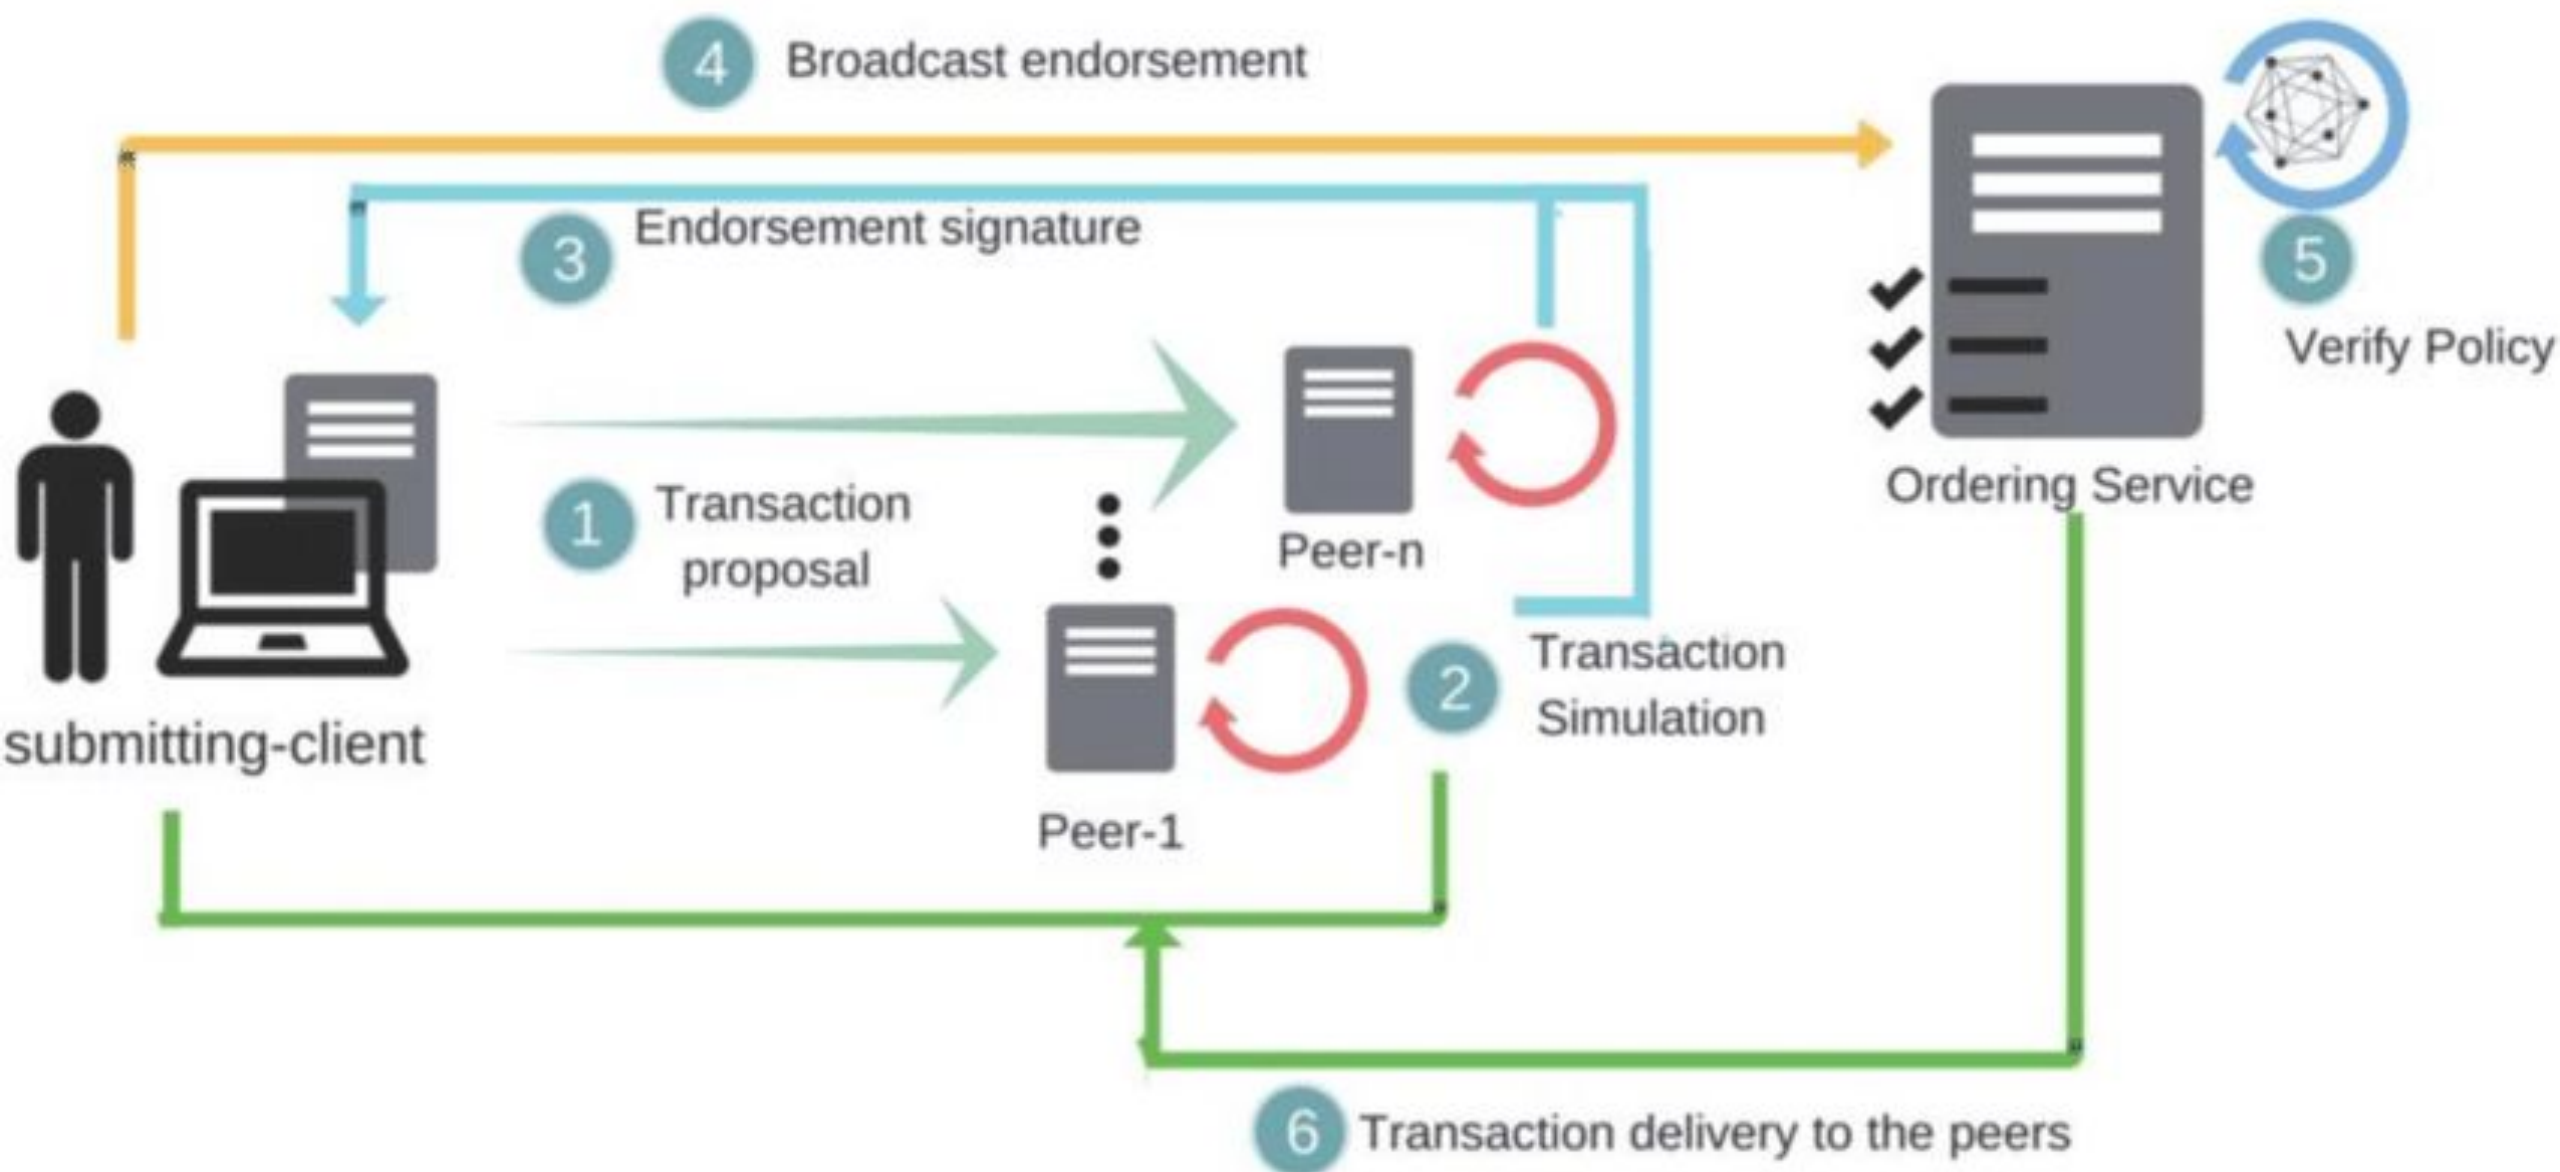 4 Broadcast endorsement
3 Endorsement signature
5
Verify Policy
Ordering Service
1 Transaction
proposal
Peer-n
2 Transaction
Simulation
submitting-client
Peer-1
6 Transaction delivery to the peers